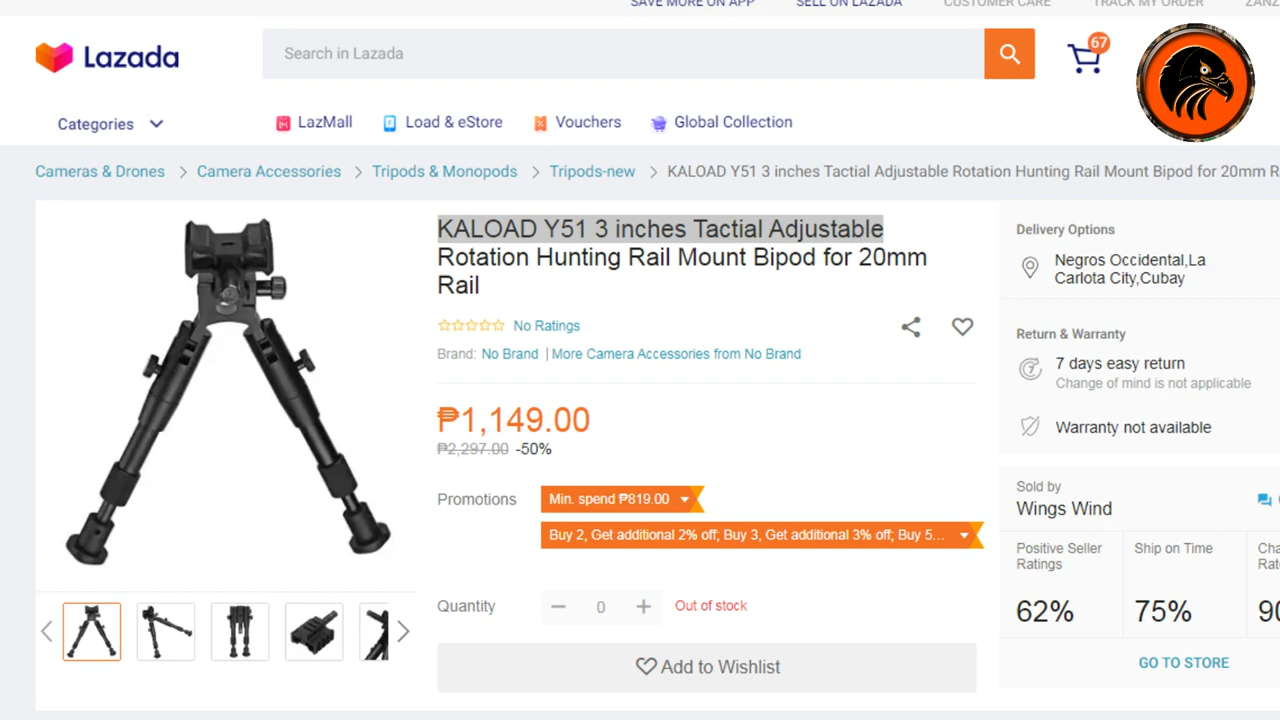 SAVE MORE ON APP SELL ON LAZADA CUSTOMER CARE TRACK MY ORDER
Lazada
Search in Lazada
67
Categories
LazMall
Load & eStore
Vouchers
Global Collection
Cameras & Drones > Camera Accessories > Tripods & Monopods > Tripods-new > KALOAD Y51 3 inches Tactial Adjustable Rotation Hunting Rail Mount Bipod for 20mm R
KALOAD Y51 3 inches Tactial Adjustable
Rotation Hunting Rail Mount Bipod for 20mm
Rail
No Ratings
Brand: No Brand | More Camera Accessories from No Brand
₱1,149.00
₱2,297.00 -50%
Promotions
Min. spend ₱819.00
Buy 2, Get additional 2% off; Buy 3, Get additional 3% off; Buy 5...
Quantity
0
Out of stock
Add to Wishlist
Delivery Options
Negros Occidental,La
Carlota City,Cubay
Return & Warranty
7 days easy return
Change of mind is not applicable
Warranty not available
Sold by
Wings Wind
Positive Seller
Ratings
62%
Ship on Time
75%
90
GO TO STORE